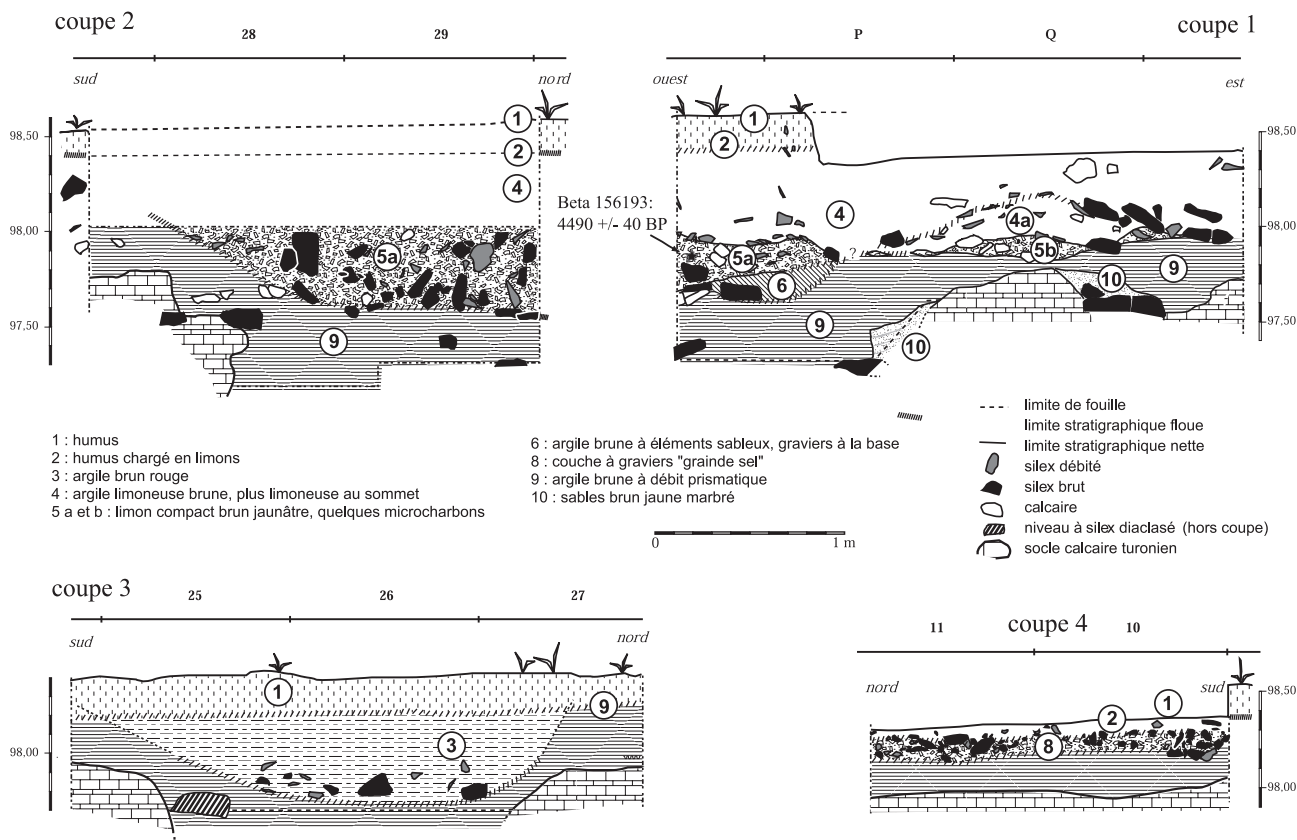 coupe 2
28 29
sud nord
98,50
98,00
97,50
1
2
4
5a
9
coupe 1
P Q
ouest est
98,50
98,00
97,50
1
2
Beta 156193:
4490 +/- 40 BP
4
4a
5a
5b
?
6
9
10
9
10
1 : humus
2 : humus chargé en limons
3 : argile brun rouge
4 : argile limoneuse brune, plus limoneuse au sommet
5 a et b : limon compact brun jaunâtre, quelques microcharbons
6 : argile brune à éléments sableux, graviers à la base
8 : couche à graviers "grainde sel"
9 : argile brune à débit prismatique
10 : sables brun jaune marbré
0 1 m
limite de fouille
limite stratigraphique floue
limite stratigraphique nette
silex débité
silex brut
calcaire
niveau à silex diaclasé (hors coupe)
socle calcaire turonien
coupe 3
25 26 27
sud nord
98,00
1
9
3
coupe 4
11 10
nord sud
98,50
98,00
1
2
8